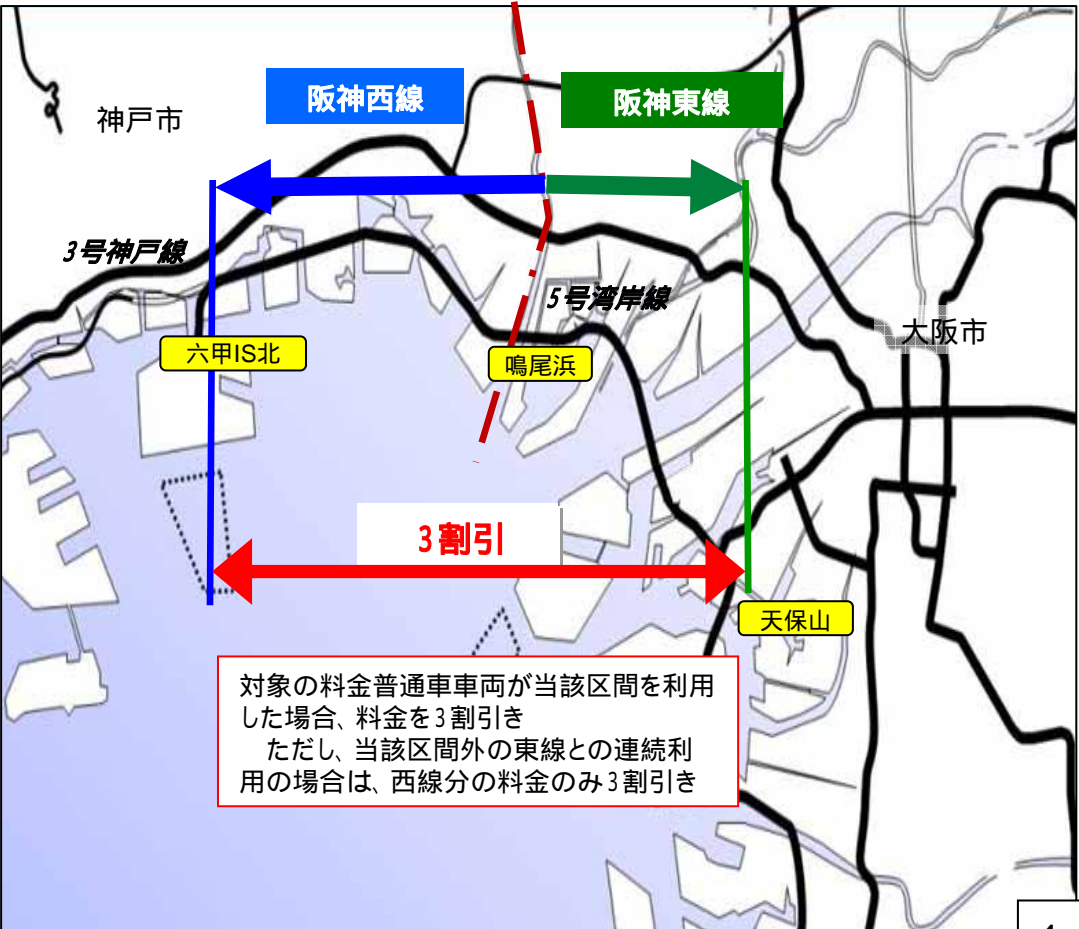 阪神西線
阪神東線
神戸市
3号神戸線
5号湾岸線
大阪市
六甲IS北
鳴尾浜
3割引
天保山
対象の料金普通車車両が当該区間を利用
した場合、料金を3割引き
ただし、当該区間外の東線との連続利
用の場合は、西線分の料金のみ3割引き